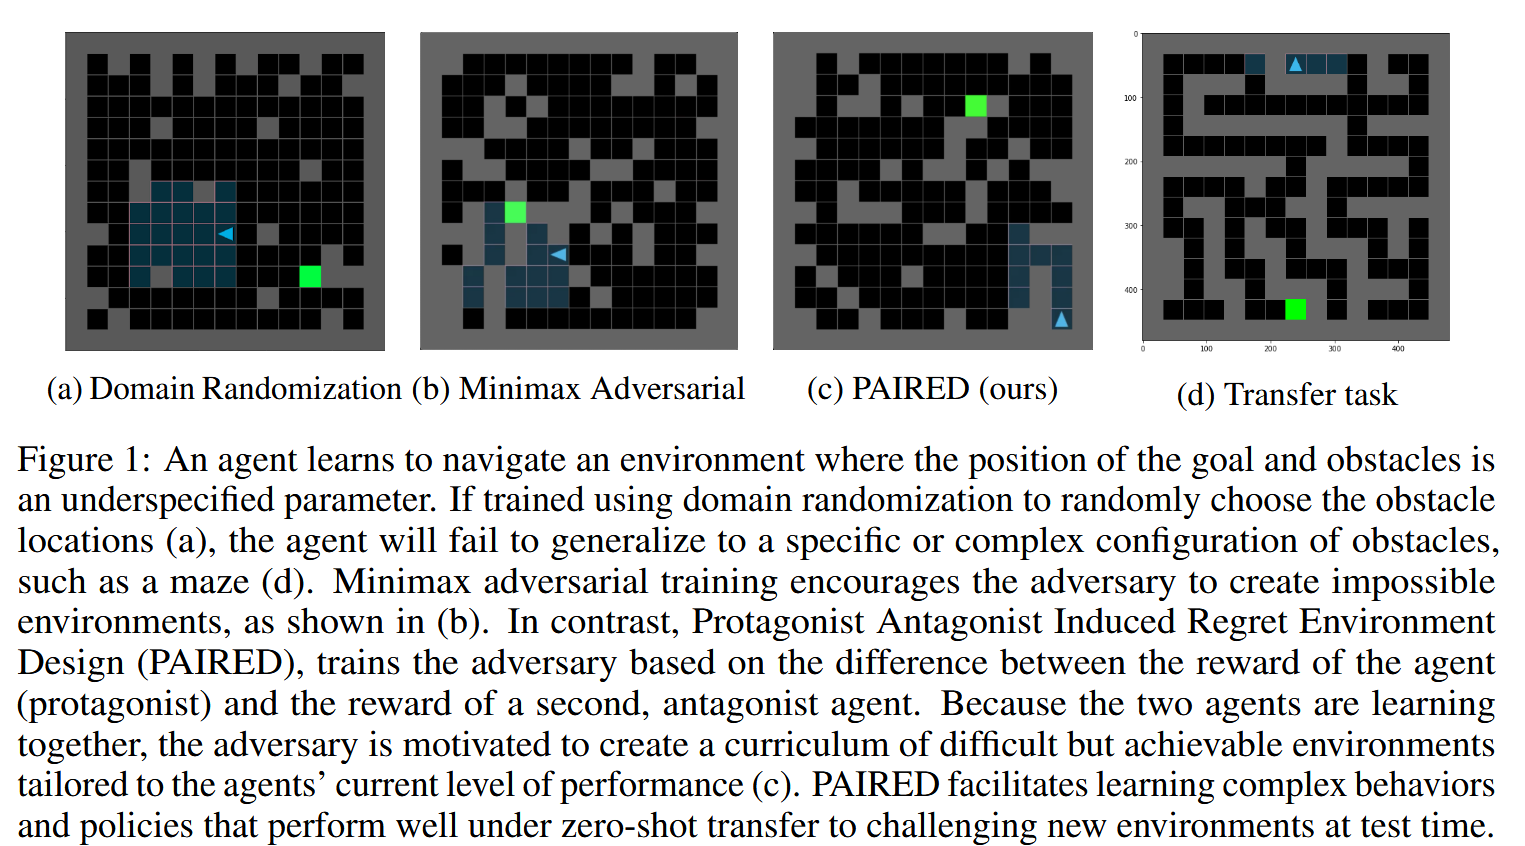 0
100
200
300
400
0 100 200 300 400
(a) Domain Randomization (b) Minimax Adversarial (c) PAIRED (ours) (d) Transfer task
Figure 1: An agent learns to navigate an environment where the position of the goal and obstacles is
an underspecified parameter. If trained using domain randomization to randomly choose the obstacle
locations (a), the agent will fail to generalize to a specific or complex configuration of obstacles,
such as a maze (d). Minimax adversarial training encourages the adversary to create impossible
environments, as shown in (b). In contrast, Protagonist Antagonist Induced Regret Environment
Design (PAIRED), trains the adversary based on the difference between the reward of the agent
(protagonist) and the reward of a second, antagonist agent. Because the two agents are learning
together, the adversary is motivated to create a curriculum of difficult but achievable environments
tailored to the agents’ current level of performance (c). PAIRED facilitates learning complex behaviors
and policies that perform well under zero-shot transfer to challenging new environments at test time.